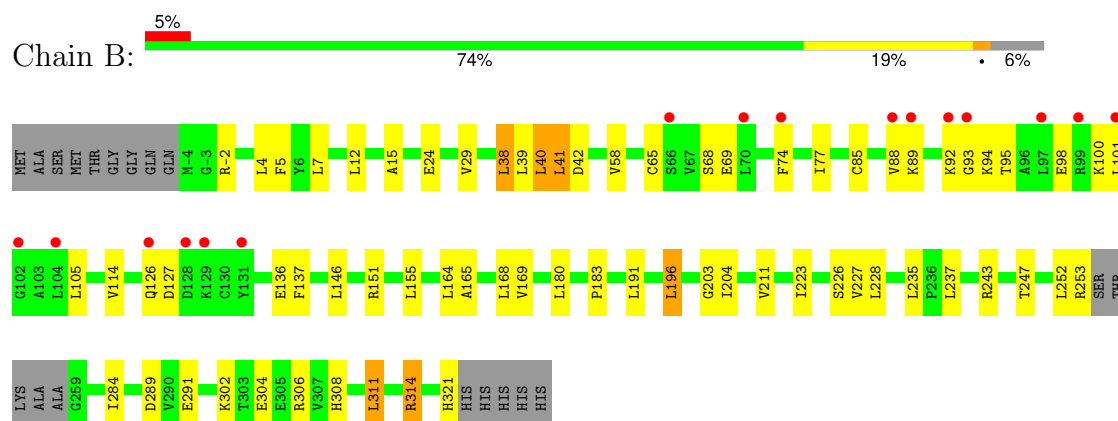 5%
Chain B:
74% 19% • 6%
MET ALA SER MET THR GLY GLY GLN GLN M-4 G-3 R-2 L4 F5 Y6 L7 L12 A15 E24 V29 L38 L39 L40 L41 D42 V58 C65 S66 V67 S68 E69 L70 F74 I77 C85 V88 K89 K92 G93 K94 T95 A96 L97 E98 R99 K100 L101
G102 A103 L104 L105 V114 Q126 D127 D128 K129 C130 Y131 E136 F137 L146 R151 L155 L164 A165 L168 V169 L180 P183 L191 L196 G203 I204 V211 I223 S226 V227 L228 L235 P236 L237 R243 T247 L252 R253 SER THR
LYS ALA ALA G259 I284 D289 V290 E291 K302 T303 E304 E305 R306 V307 H308 L311 R314 H321 HIS HIS HIS HIS HIS